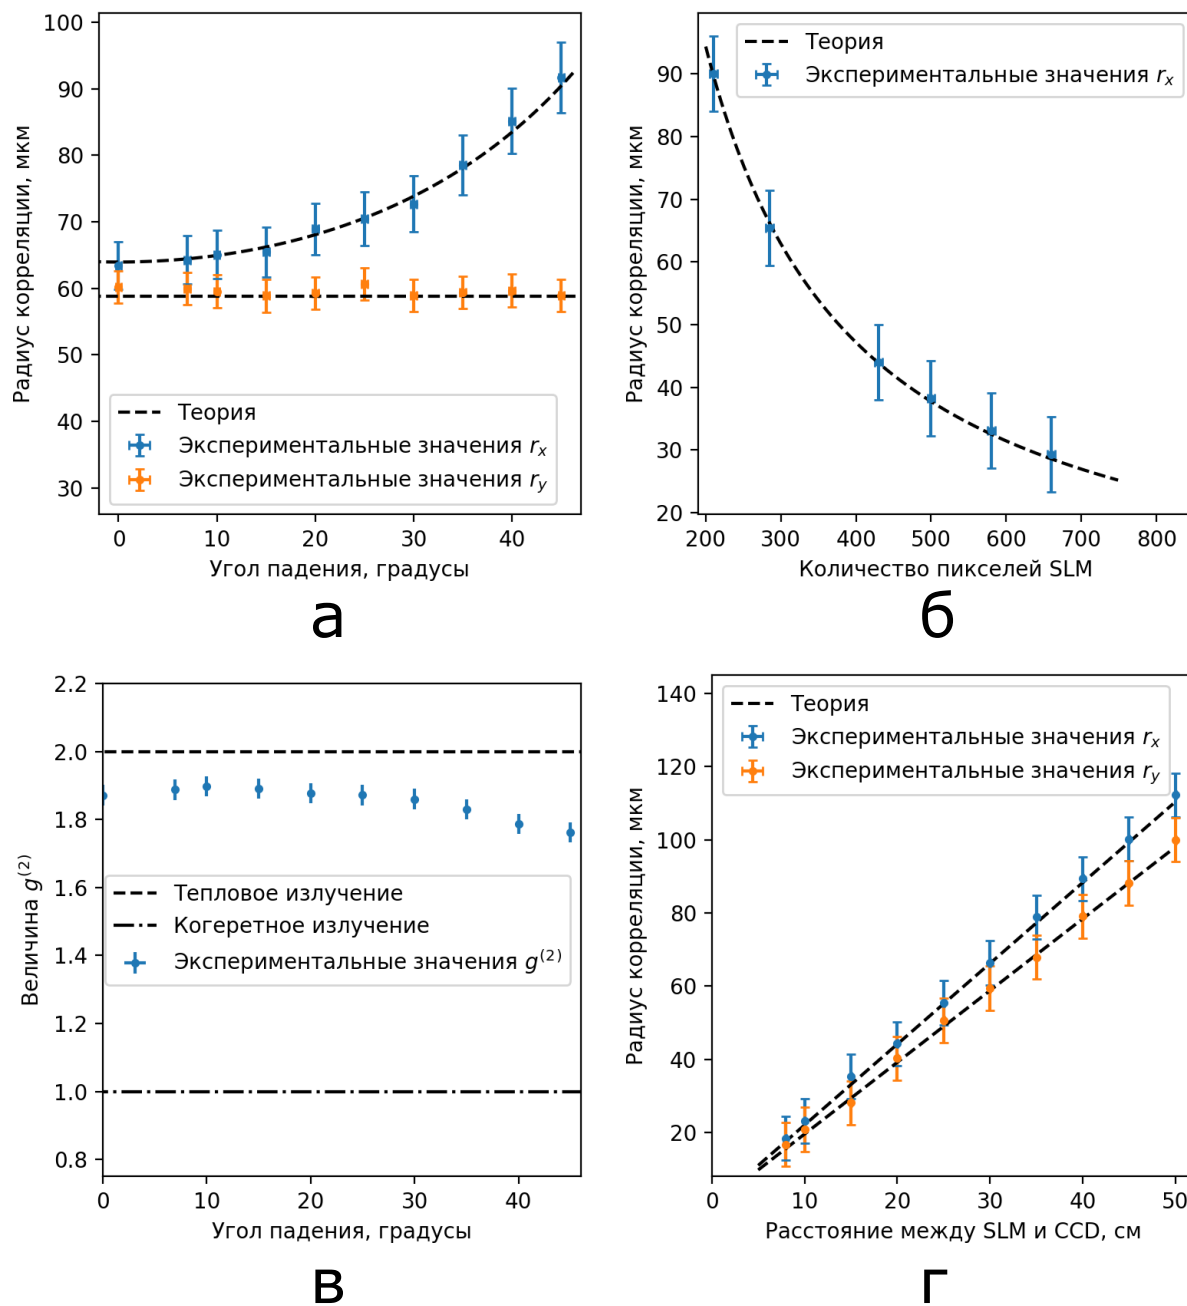 100
90
80
70
60
50
40
30
Радиус корреляции, мкм
Теория
Экспериментальные значения rₓ
Экспериментальные значения r_y
0 10 20 30 40
Угол падения, градусы
а
90
80
70
60
50
40
30
20
Радиус корреляции, мкм
Теория
Экспериментальные значения rₓ
200 300 400 500 600 700 800
Количество пикселей SLM
б
2.2
2.0
1.8
1.6
1.4
1.2
1.0
0.8
Величина g⁽²⁾
Тепловое излучение
Когеретное излучение
Экспериментальные значения g⁽²⁾
0 10 20 30 40
Угол падения, градусы
в
140
120
100
80
60
40
20
Радиус корреляции, мкм
Теория
Экспериментальные значения rₓ
Экспериментальные значения r_y
0 10 20 30 40 50
Расстояние между SLM и CCD, см
г